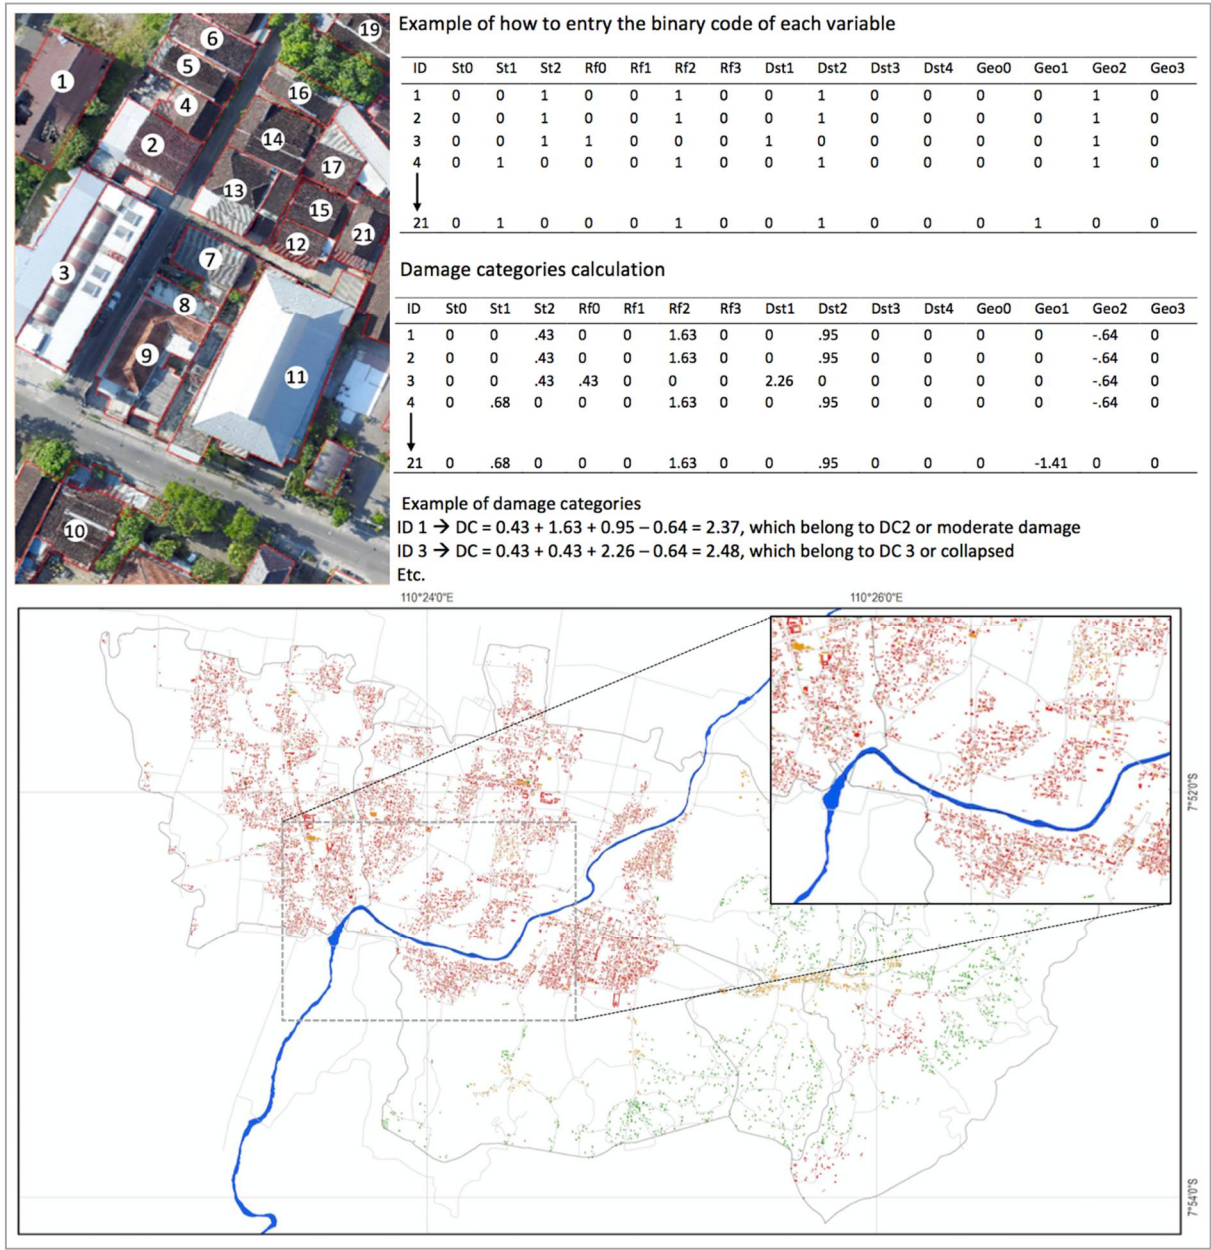 Example of how to entry the binary code of each variable
ID St0 St1 St2 Rf0 Rf1 Rf2 Rf3 Dst1 Dst2 Dst3 Dst4 Geo0 Geo1 Geo2 Geo3
1 0 0 1 0 0 1 0 0 1 0 0 0 0 1 0
2 0 0 1 0 0 1 0 0 1 0 0 0 0 1 0
3 0 0 1 1 0 0 0 1 0 0 0 0 0 1 0
4 0 1 0 0 0 1 0 0 1 0 0 0 0 1 0
21 0 1 0 0 0 1 0 0 1 0 0 0 1 0 0
Damage categories calculation
ID St0 St1 St2 Rf0 Rf1 Rf2 Rf3 Dst1 Dst2 Dst3 Dst4 Geo0 Geo1 Geo2 Geo3
1 0 0 .43 0 0 1.63 0 0 .95 0 0 0 0 -.64 0
2 0 0 .43 0 0 1.63 0 0 .95 0 0 0 0 -.64 0
3 0 0 .43 .43 0 0 0 2.26 0 0 0 0 0 -.64 0
4 0 .68 0 0 0 1.63 0 0 .95 0 0 0 0 -.64 0
21 0 .68 0 0 0 1.63 0 0 .95 0 0 0 -1.41 0 0
Example of damage categories
ID 1 → DC = 0.43 + 1.63 + 0.95 – 0.64 = 2.37, which belong to DC2 or moderate damage
ID 3 → DC = 0.43 + 0.43 + 2.26 – 0.64 = 2.48, which belong to DC 3 or collapsed
Etc.
19
6
1
5
16
4
14
2
17
13
15
21
12
7
3
8
9
11
10
110°24'0"E
110°26'0"E
7°52'0"S
7°54'0"S